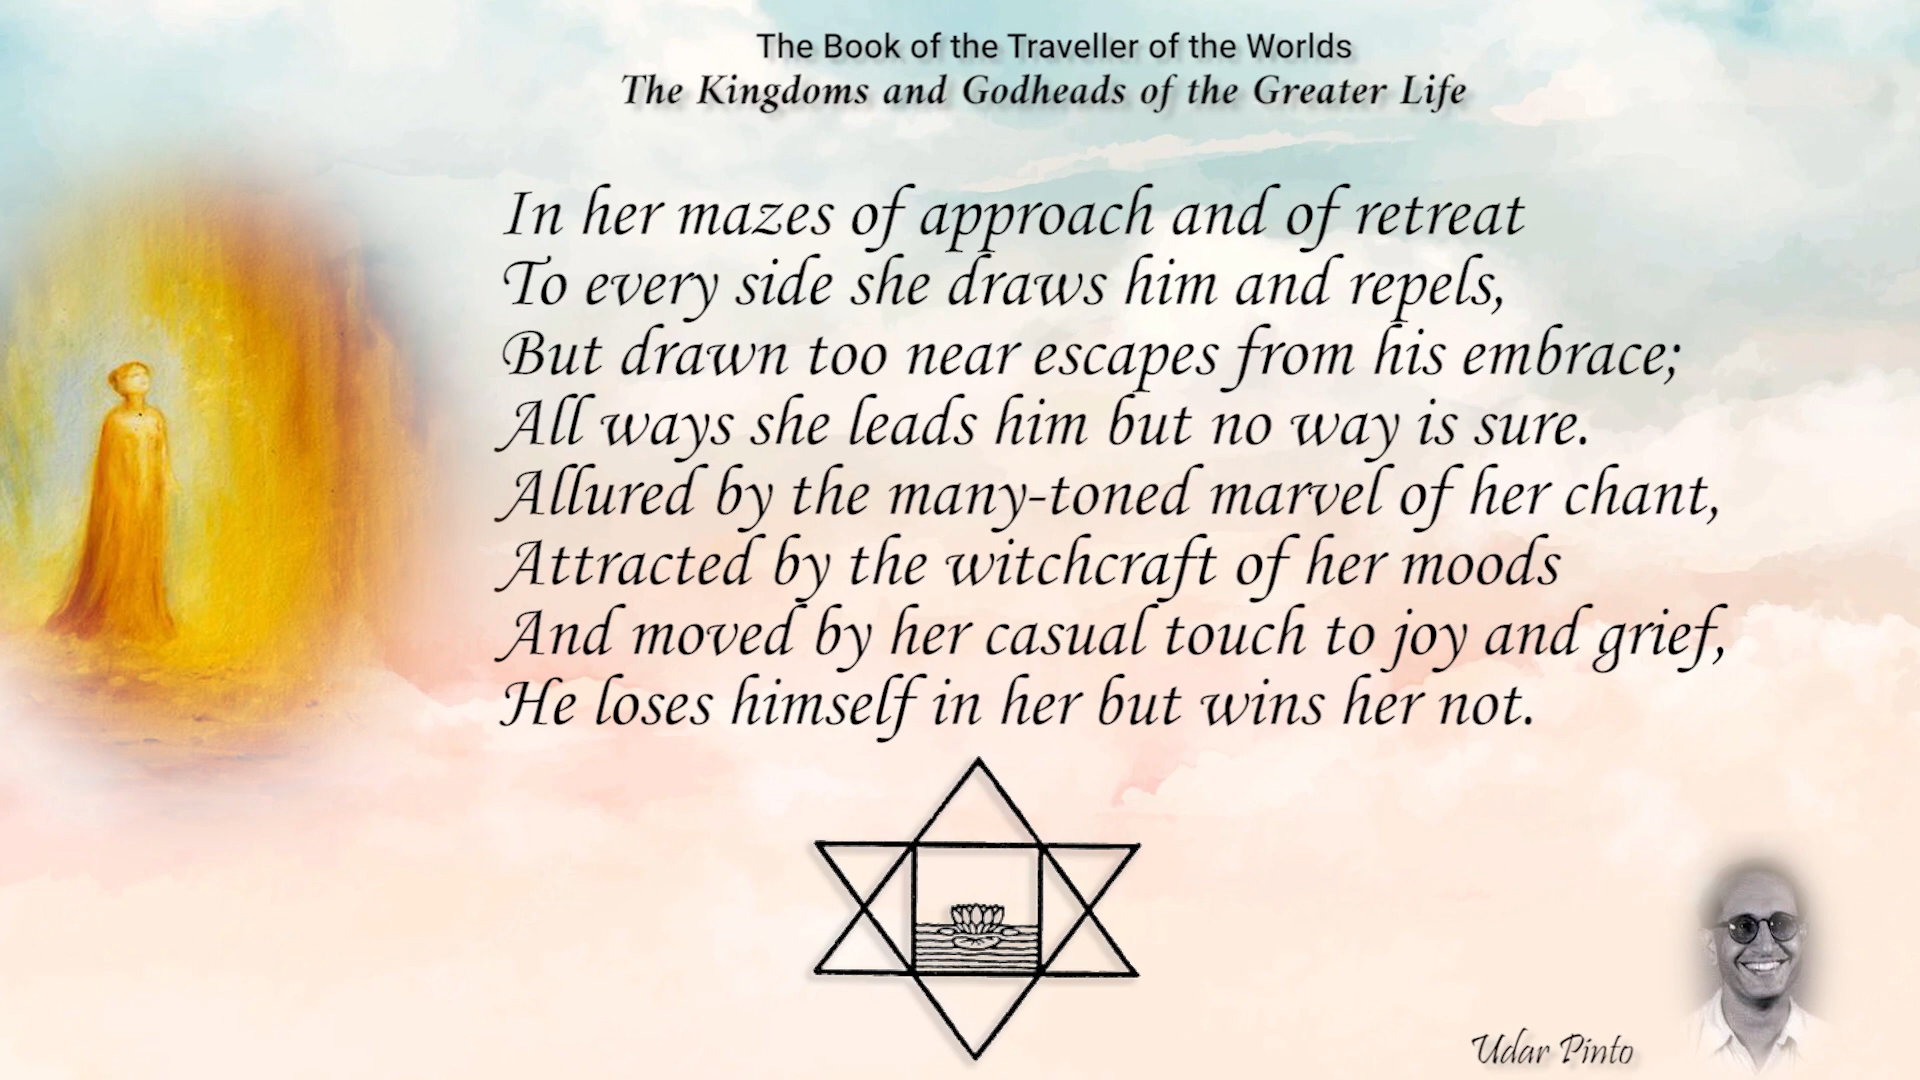 The Book of the Traveller of the Worlds
The Kingdoms and Godheads of the Greater Life
In her mazes of approach and of retreat
To every side she draws him and repels,
But drawn too near escapes from his embrace;
All ways she leads him but no way is sure.
Allured by the many-toned marvel of her chant,
Attracted by the witchcraft of her moods
And moved by her casual touch to joy and grief,
He loses himself in her but wins her not.
Udar Pinto